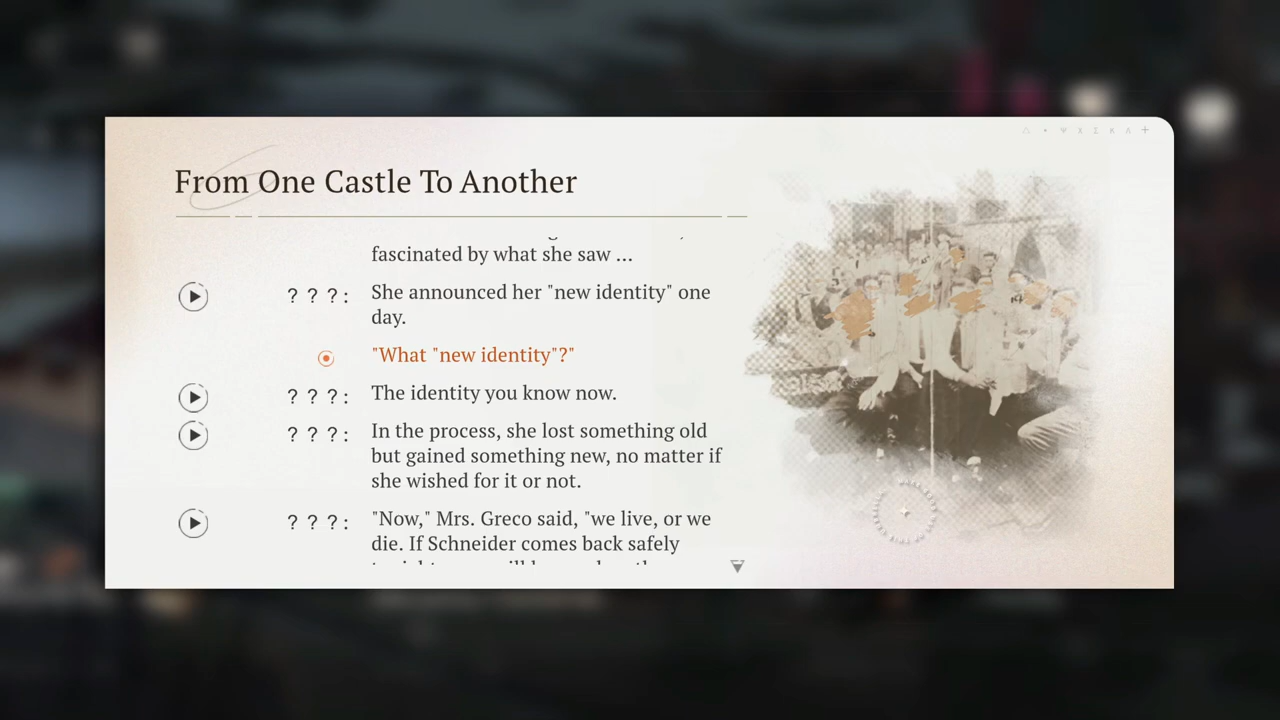 From One Castle To Another
fascinated by what she saw ...
? ? ? : She announced her "new identity" one
day.
"What "new identity"?"
? ? ? : The identity you know now.
? ? ? : In the process, she lost something old
but gained something new, no matter if
she wished for it or not.
? ? ? : "Now," Mrs. Greco said, "we live, or we
die. If Schneider comes back safely